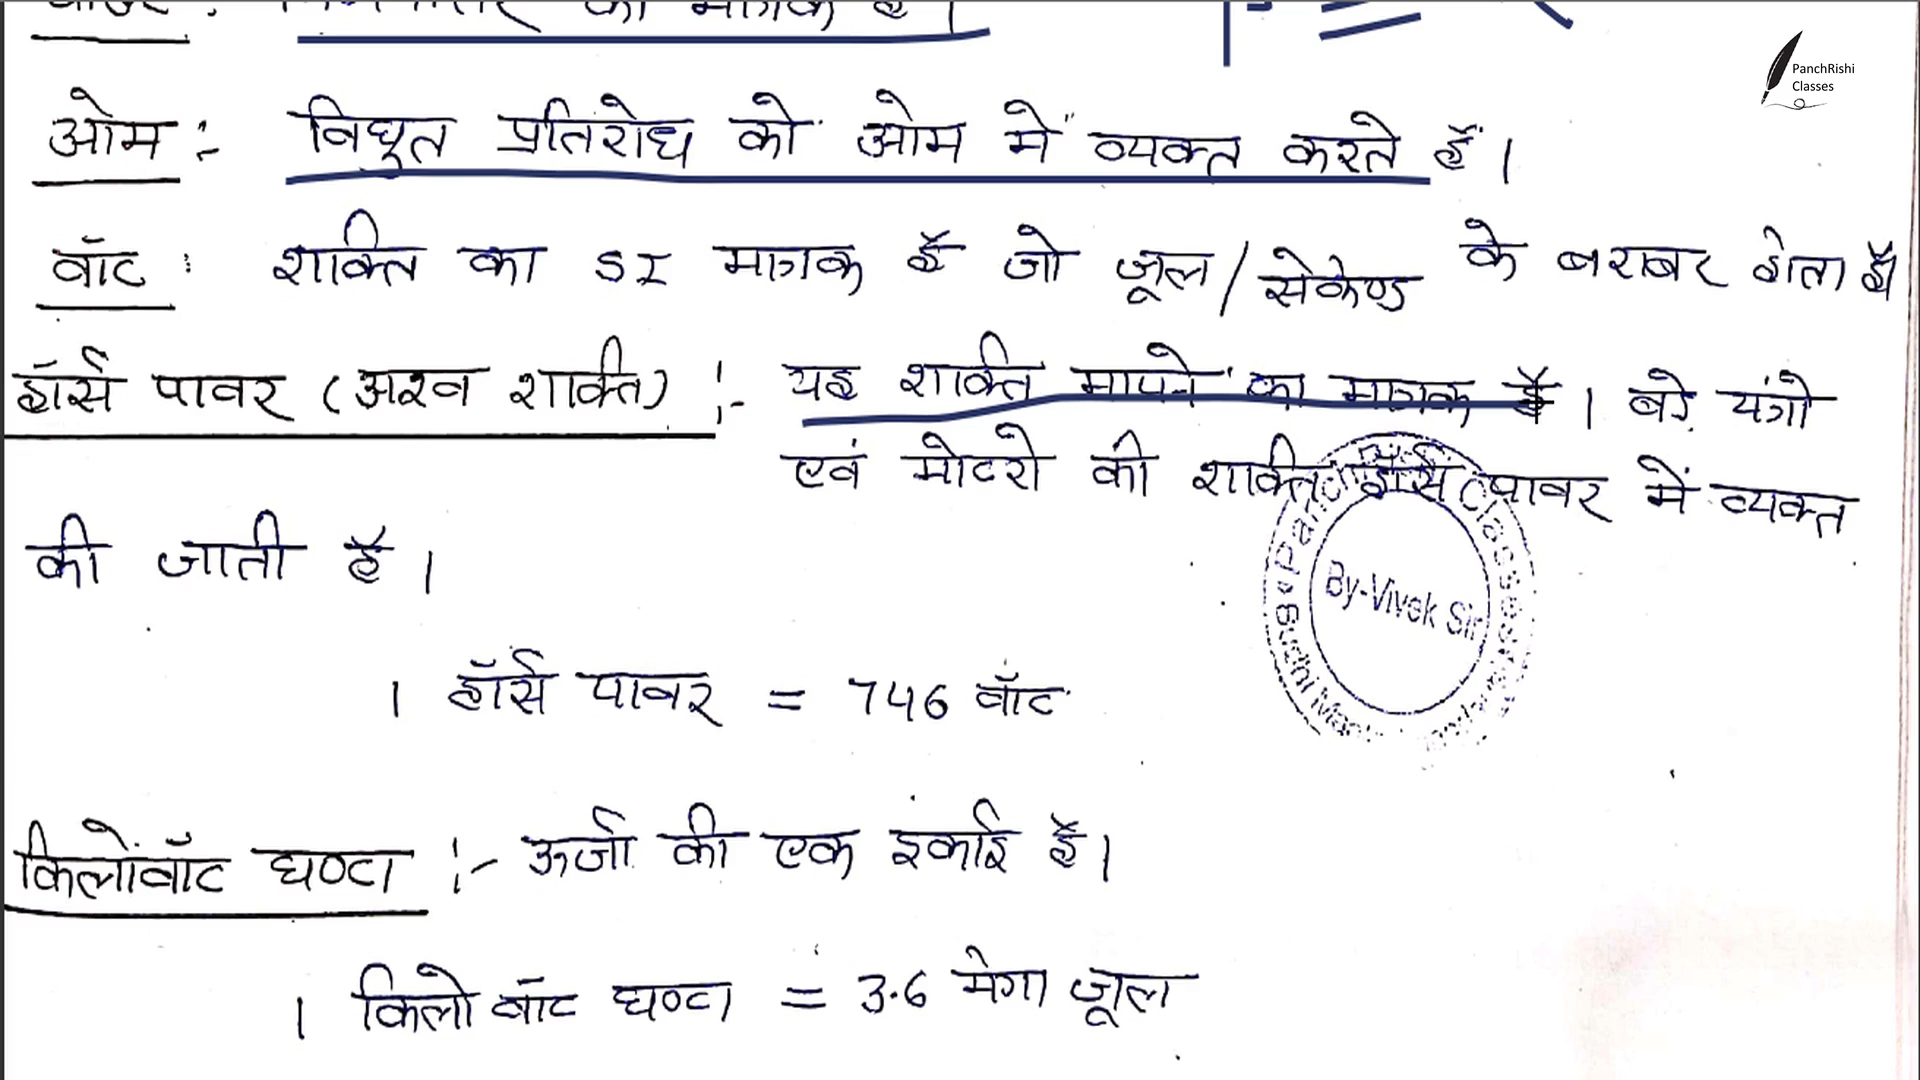 का मात्रक है।
PanchRishi
Classes
ओम :- विधुत प्रतिरोध को ओम में व्यक्त करते हैं।
वॉट : शक्ति का SI मात्रक है जो जूल/सेकेण्ड के बराबर होता है
हॉर्स पावर (अश्व शक्ति) :- यह शक्ति मापने का मात्रक है। बड़े यंत्रो
एवं मोटरो की शक्ति हॉर्स पावर में व्यक्त
की जाती है।
By-Vivek Sir
1 हॉर्स पावर = 746 वॉट
किलोंवॉट घण्टा :- ऊर्जा की एक इकाई है।
1 किलो वॉट घण्टा = 3.6 मेगा जूल